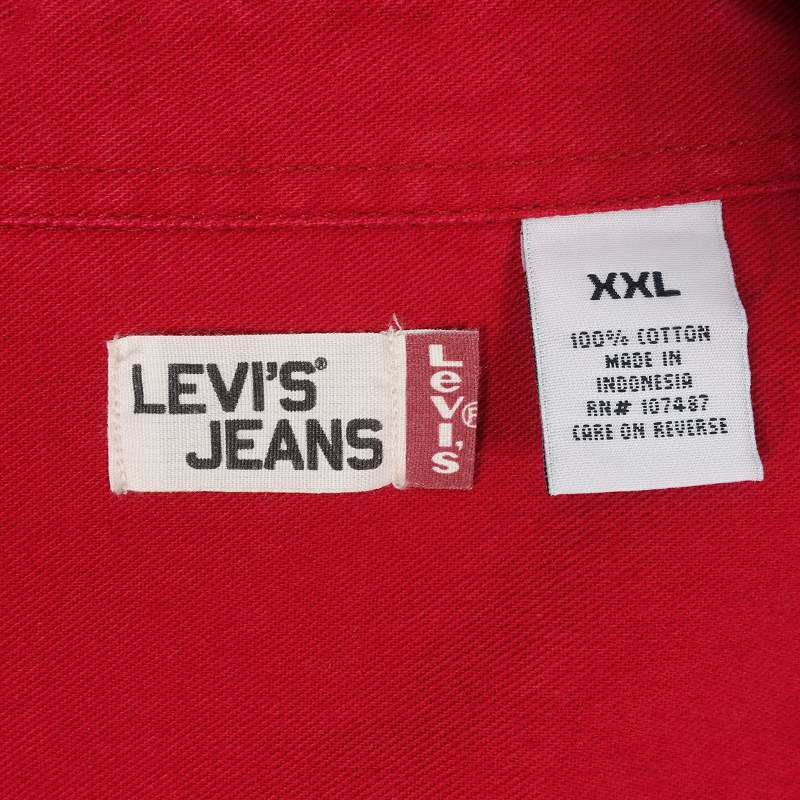 LEVI'S®
JEANS
Levi's®
XXL
100% COTTON
MADE IN
INDONESIA
RN# 107487
CARE ON REVERSE